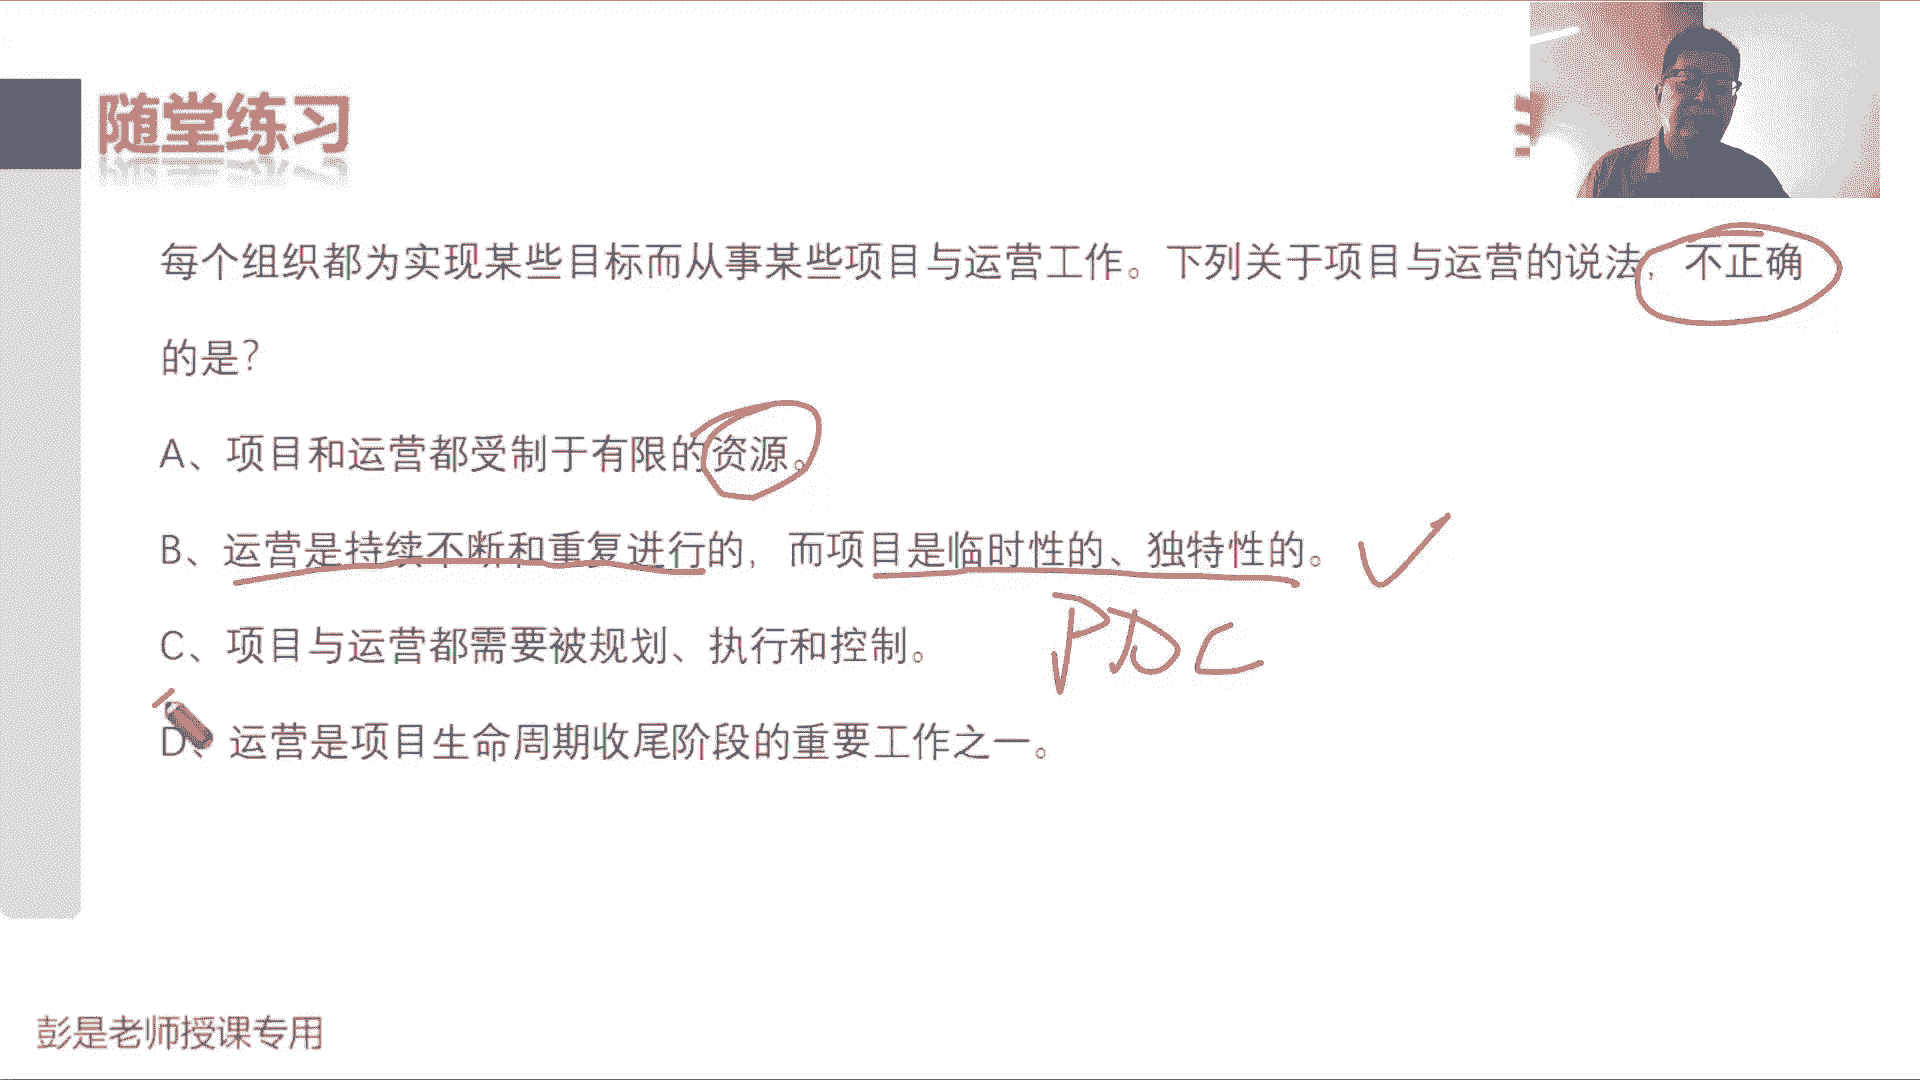 随堂练习
每个组织都为实现某些目标而从事某些项目与运营工作。下列关于项目与运营的说法，不正确
的是？
A、项目和运营都受制于有限的资源。
B、运营是持续不断和重复进行的，而项目是临时性的、独特性的。
PDC
C、项目与运营都需要被规划、执行和控制。
D、运营是项目生命周期收尾阶段的重要工作之一。
彭是老师授课专用